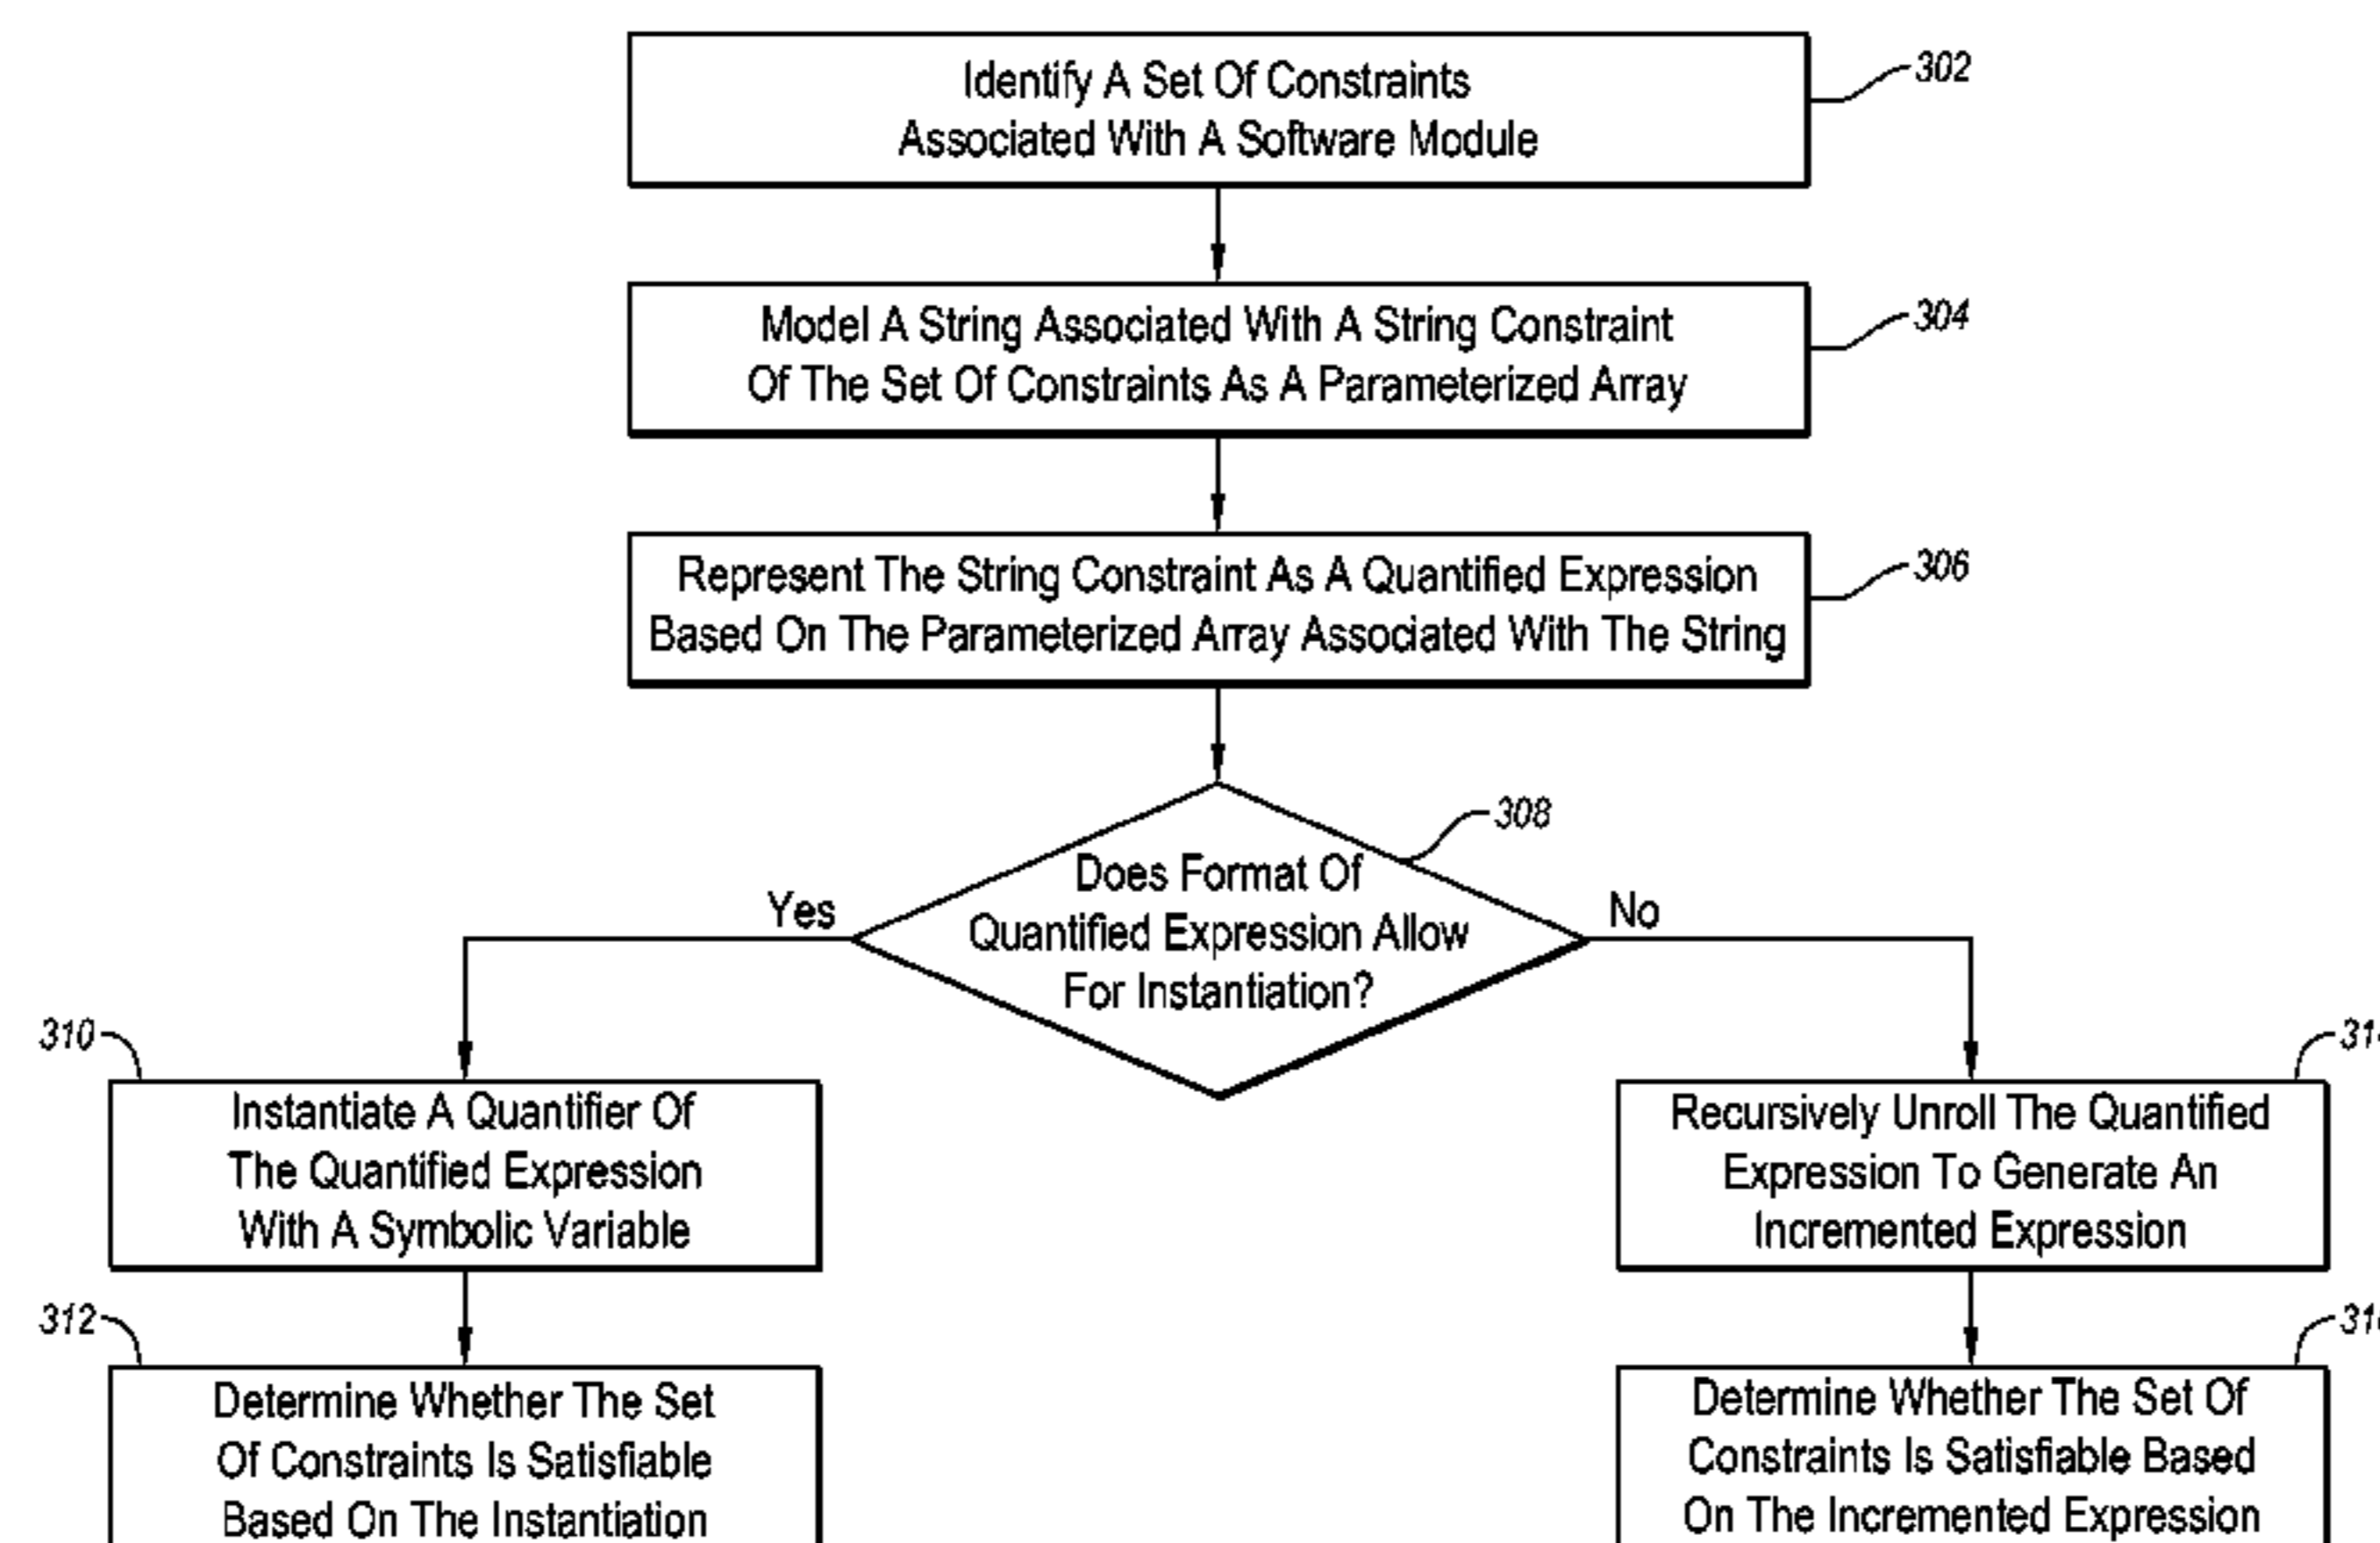 Identify A Set Of Constraints
Associated With A Software Module
302
Model A String Associated With A String Constraint
Of The Set Of Constraints As A Parameterized Array
304
Represent The String Constraint As A Quantified Expression
Based On The Parameterized Array Associated With The String
306
308
Does Format Of
Quantified Expression Allow
For Instantiation?
Yes
No
310
Instantiate A Quantifier Of
The Quantified Expression
With A Symbolic Variable
Recursively Unroll The Quantified
Expression To Generate An
Incremented Expression
312
Determine Whether The Set
Of Constraints Is Satisfiable
Based On The Instantiation
Determine Whether The Set Of
Constraints Is Satisfiable Based
On The Incremented Expression